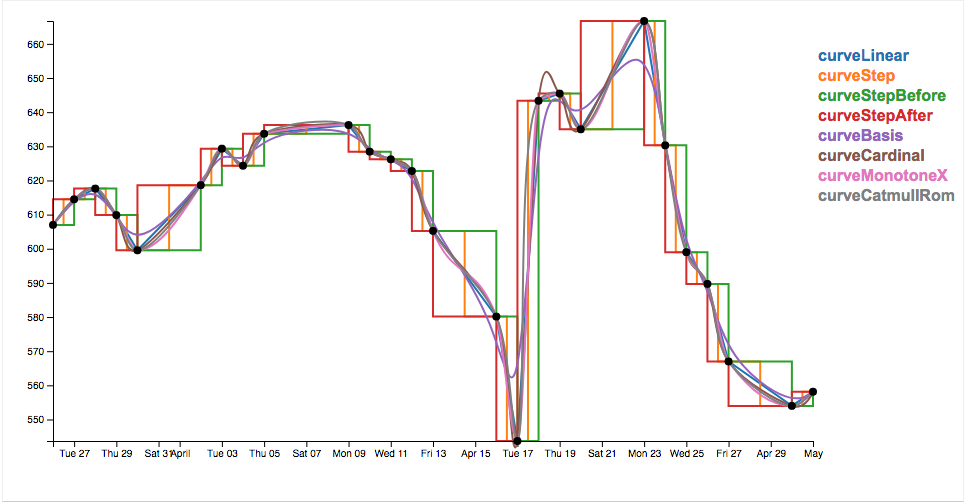 660
650
640
630
620
610
600
590
580
570
560
550
Tue 27 Thu 29 Sat 31 April Tue 03 Thu 05 Sat 07 Mon 09 Wed 11 Fri 13 Apr 15 Tue 17 Thu 19 Sat 21 Mon 23 Wed 25 Fri 27 Apr 29 May
curveLinear
curveStep
curveStepBefore
curveStepAfter
curveBasis
curveCardinal
curveMonotoneX
curveCatmullRom